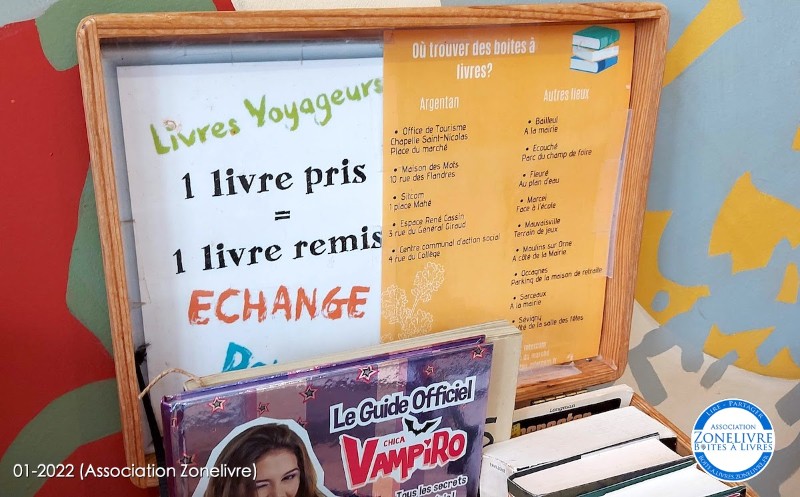 Livres Voyageurs
1 livre pris
=
1 livre remis
ECHANGE
Où trouver des boites à
livres?
Argentan
• Office de Tourisme
Chapelle Saint-Nicolas
Place du marché
• Maison des Mots
10 rue des Flandres
• Sitcom
1 place Mahé
• Espace René Cassin
3 rue du Général Giraud
• Centre communal d'action social
4 rue du Collège
Autres lieux
• Bailleul
A la mairie
• Ecouché
Parc du champ de foire
• Fleuré
Au plan d'eau
• Marcei
Face à l'école
• Mauvaisville
Terrain de jeux
• Moulins sur Orne
A côté de la Mairie
• Occagnes
Parking de la maison de retraite
• Sarceaux
A la mairie
• Sevigny
côté de la salle des fêtes
Le Guide Officiel
CHICA
VAMPIRO
Tous les secrets
01-2022 (Association Zonelivre)
LIRE - PARTAGER
ASSOCIATION
ZONELIVRE
BOITES À LIVRES